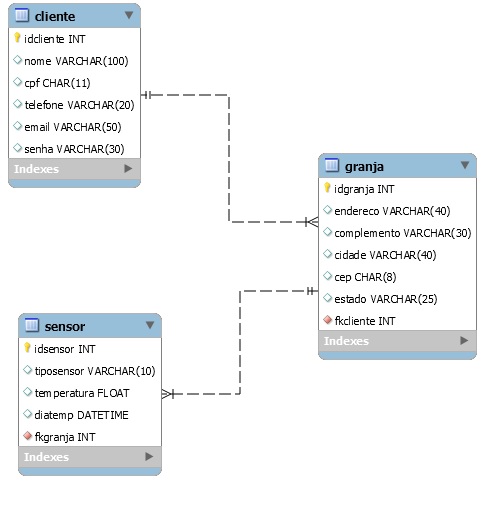 cliente
idcliente INT
nome VARCHAR(100)
cpf CHAR(11)
telefone VARCHAR(20)
email VARCHAR(50)
senha VARCHAR(30)
Indexes
granja
idgranja INT
endereco VARCHAR(40)
complemento VARCHAR(30)
cidade VARCHAR(40)
cep CHAR(8)
estado VARCHAR(25)
fkcliente INT
Indexes
sensor
idsensor INT
tiposensor VARCHAR(10)
temperatura FLOAT
diatemp DATETIME
fkgranja INT
Indexes